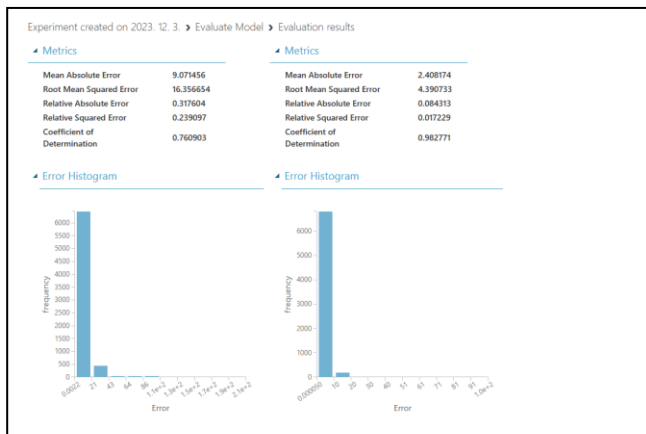 Experiment created on 2023. 12. 3. > Evaluate Model > Evaluation results
Metrics
Mean Absolute Error 9.071456
Root Mean Squared Error 16.356654
Relative Absolute Error 0.317604
Relative Squared Error 0.239097
Coefficient of
Determination 0.760903
Metrics
Mean Absolute Error 2.408174
Root Mean Squared Error 4.390733
Relative Absolute Error 0.084313
Relative Squared Error 0.017229
Coefficient of
Determination 0.982771
Error Histogram
frequency
6000
5500
5000
4500
4000
3500
3000
2500
2000
1500
1000
500
0
0.0022 21 43 64 86 1.1e+2 1.3e+2 1.5e+2 1.7e+2 1.9e+2 2.1e+2
Error
Error Histogram
frequency
6000
5000
4000
3000
2000
1000
0
0.000050 10 20 30 40 51 61 71 81 91 1.0e+2
Error